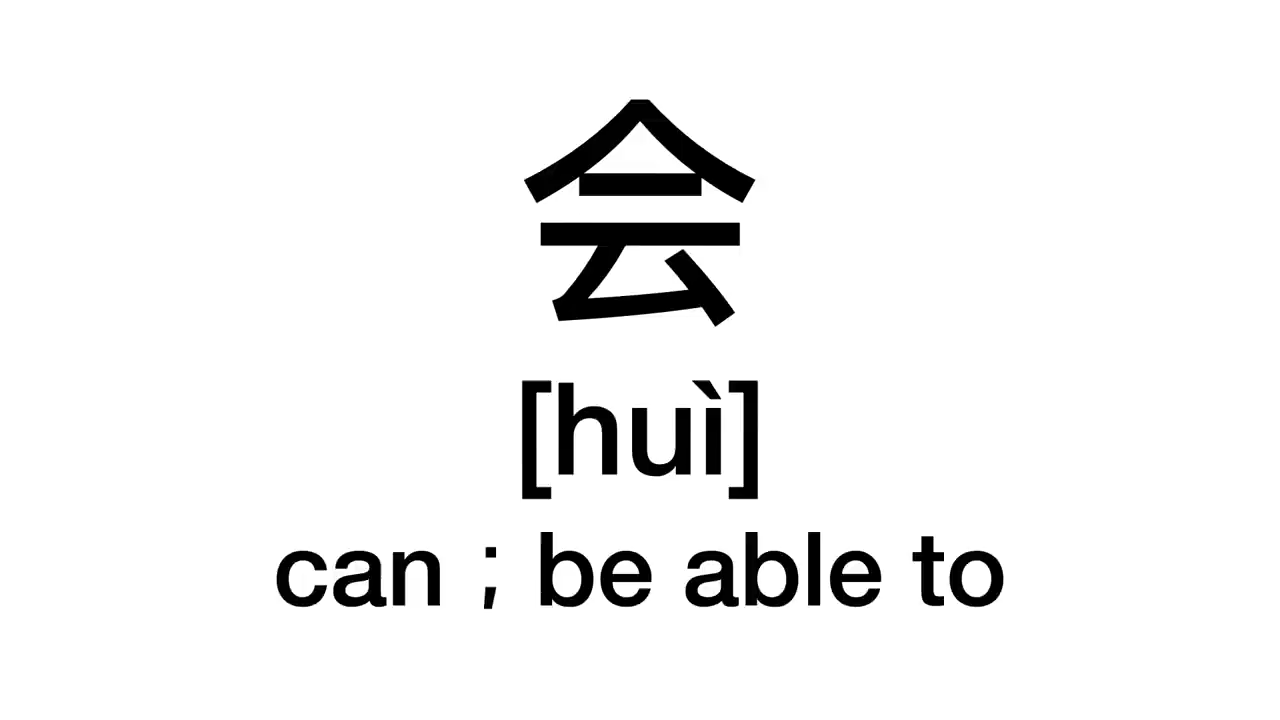 会
[huì]
can ; be able to